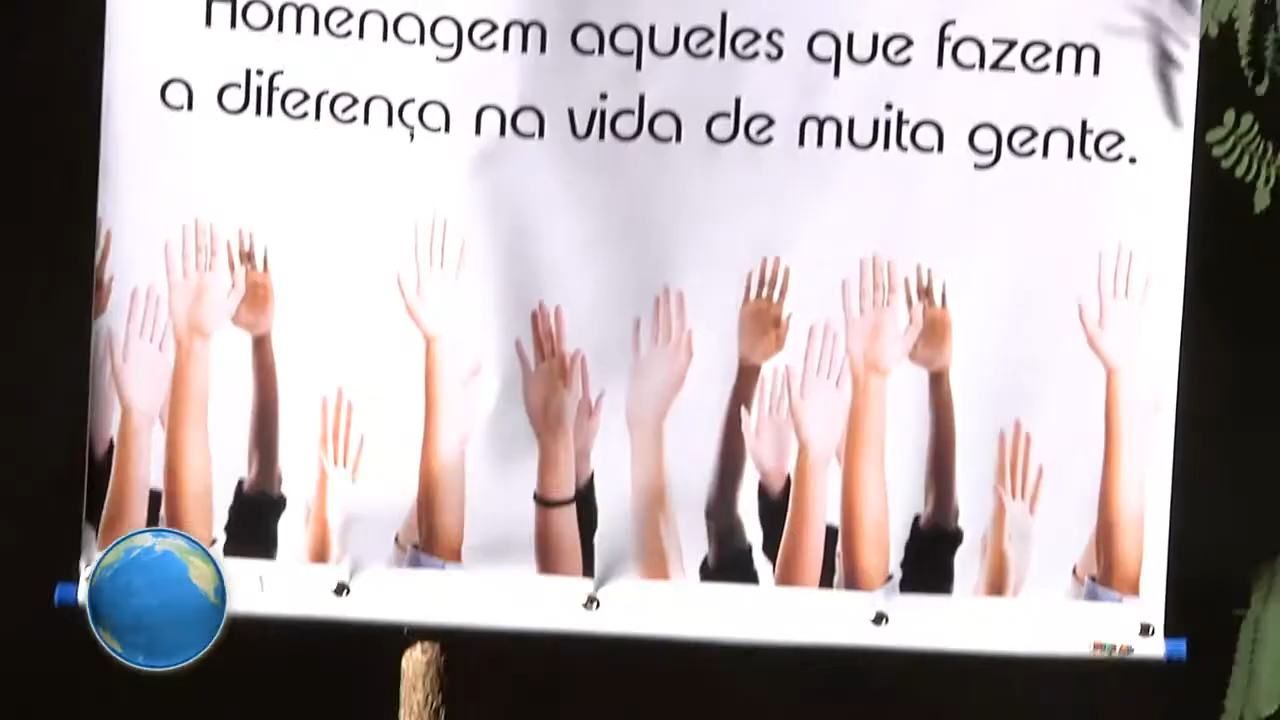 Homenagem aqueles que fazem
a diferença na vida de muita gente.